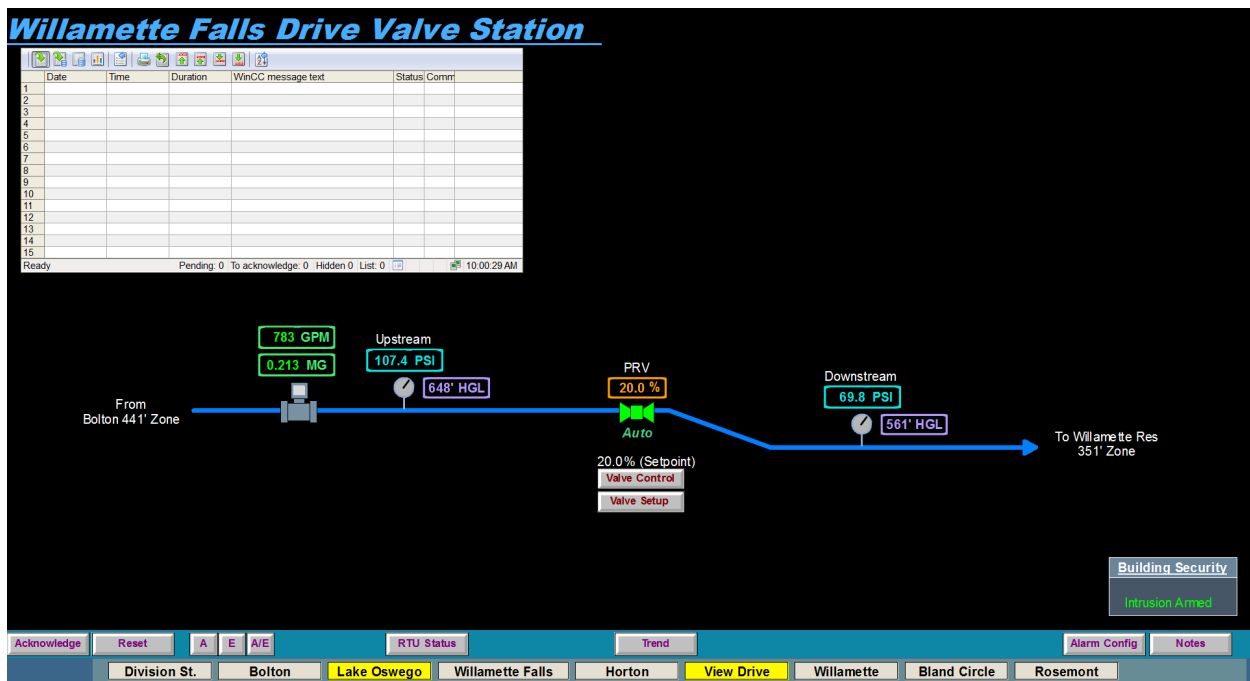 Willamette Falls Drive Valve Station
Date Time Duration WinCC message text Status Comm
1
2
3
4
5
6
7
8
9
10
11
12
13
14
15
Ready Pending: 0 To acknowledge: 0 Hidden 0 List: 0 10:00:29 AM
783 GPM
0.213 MG
Upstream
107.4 PSI
648' HGL
From
Bolton 441' Zone
PRV
20.0 %
Auto
20.0% (Setpoint)
Valve Control
Valve Setup
Downstream
69.8 PSI
561' HGL
To Willamette Res
351' Zone
Building Security
Intrusion Armed
Acknowledge Reset A E A/E RTU Status Trend Alarm Config Notes
Division St. Bolton Lake Oswego Willamette Falls Horton View Drive Willamette Bland Circle Rosemont